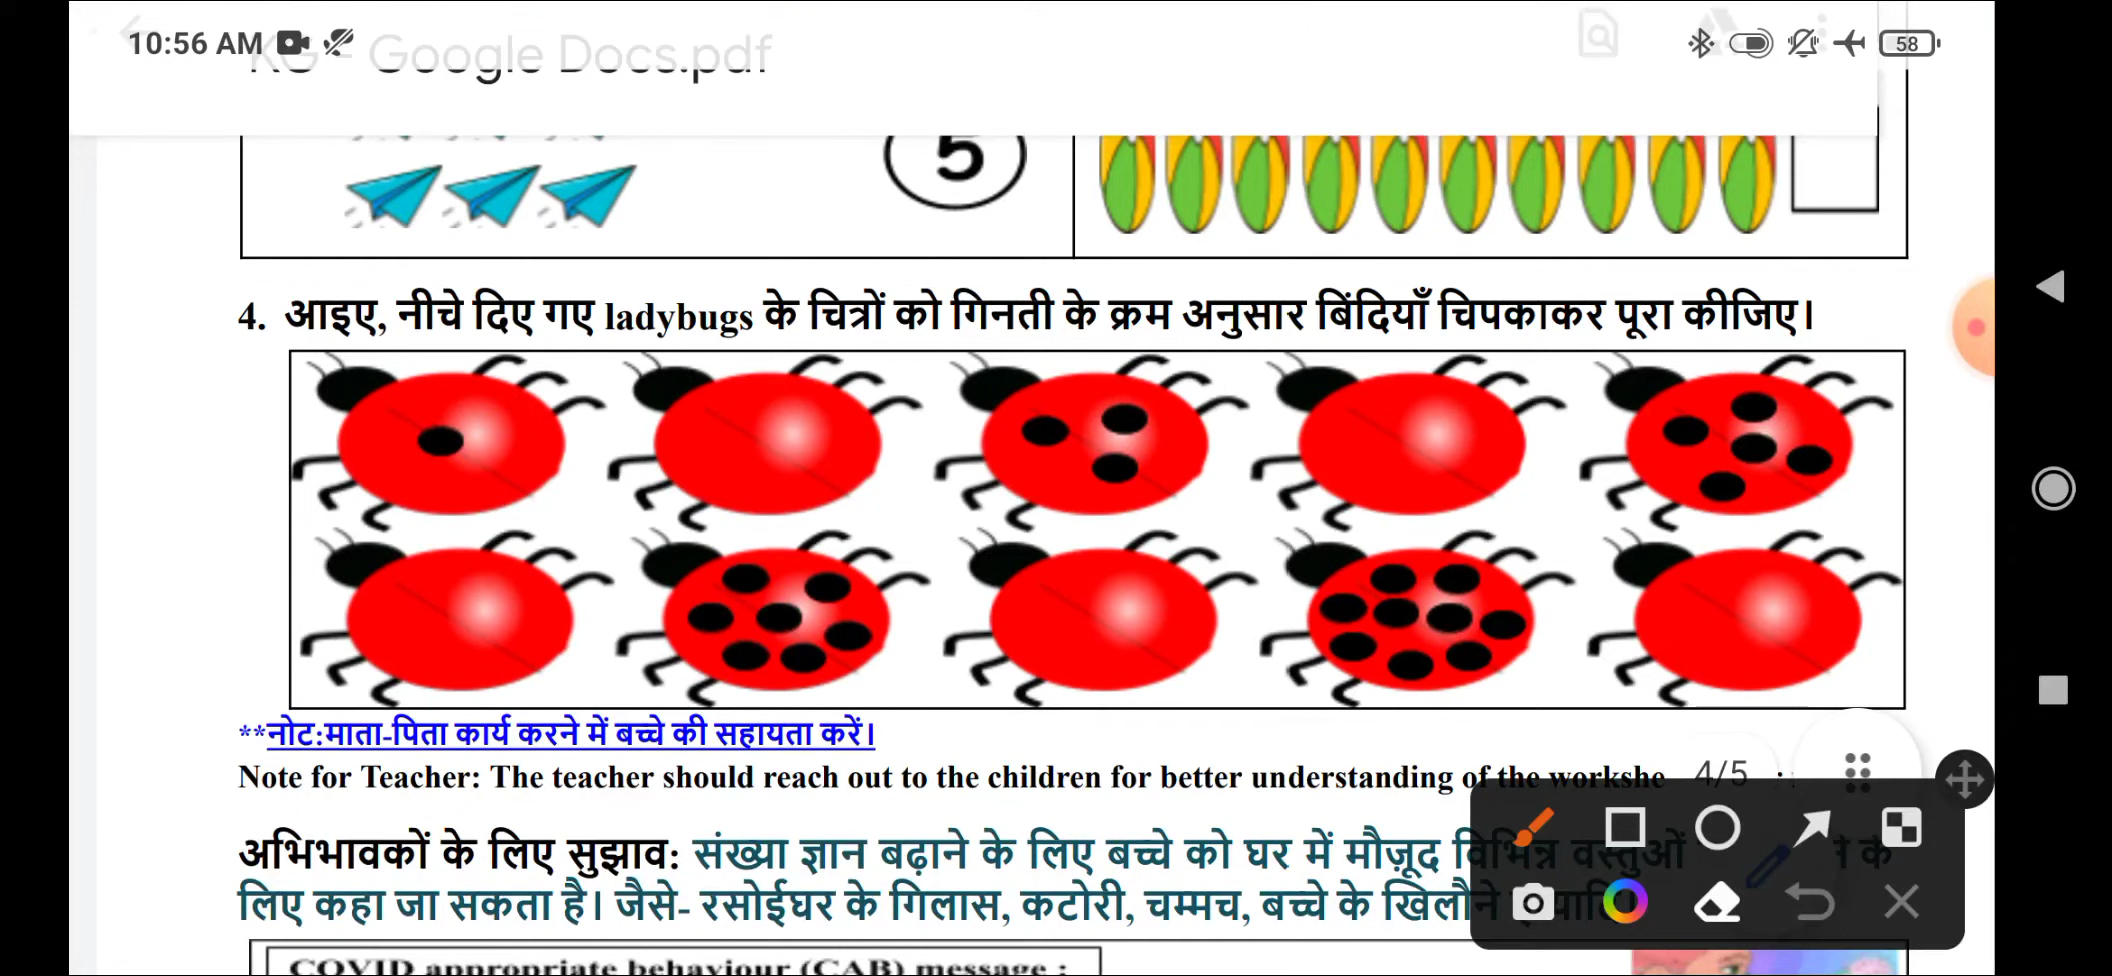 10:56 AM
58
KG - Google Docs.pdf
5
4. आइए, नीचे दिए गए ladybugs के चित्रों को गिनती के क्रम अनुसार बिंदियाँ चिपकाकर पूरा कीजिए।
**नोट:माता-पिता कार्य करने में बच्चे की सहायता करें।
Note for Teacher: The teacher should reach out to the children for better understanding of the workshe
4/5
अभिभावकों के लिए सुझाव: संख्या ज्ञान बढ़ाने के लिए बच्चे को घर में मौज़ूद विभिन्न वस्तुओं के
लिए कहा जा सकता है। जैसे- रसोईघर के गिलास, कटोरी, चम्मच, बच्चे के खिलौने
COVID appropriate behaviour (CAB) message :